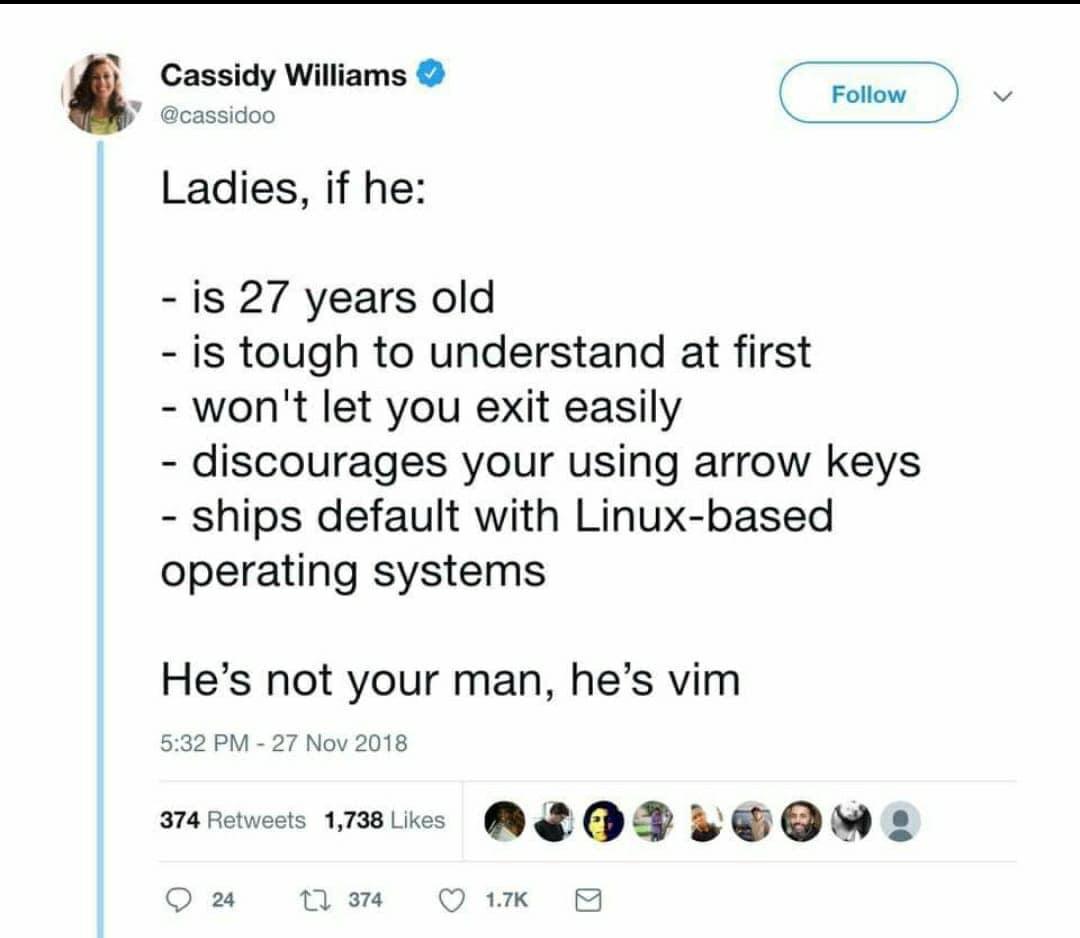 Cassidy Williams
@cassidoo
Follow
Ladies, if he:
- is 27 years old
- is tough to understand at first
- won't let you exit easily
- discourages your using arrow keys
- ships default with Linux-based
operating systems
He’s not your man, he’s vim
5:32 PM - 27 Nov 2018
374 Retweets 1,738 Likes
24 374 1.7K